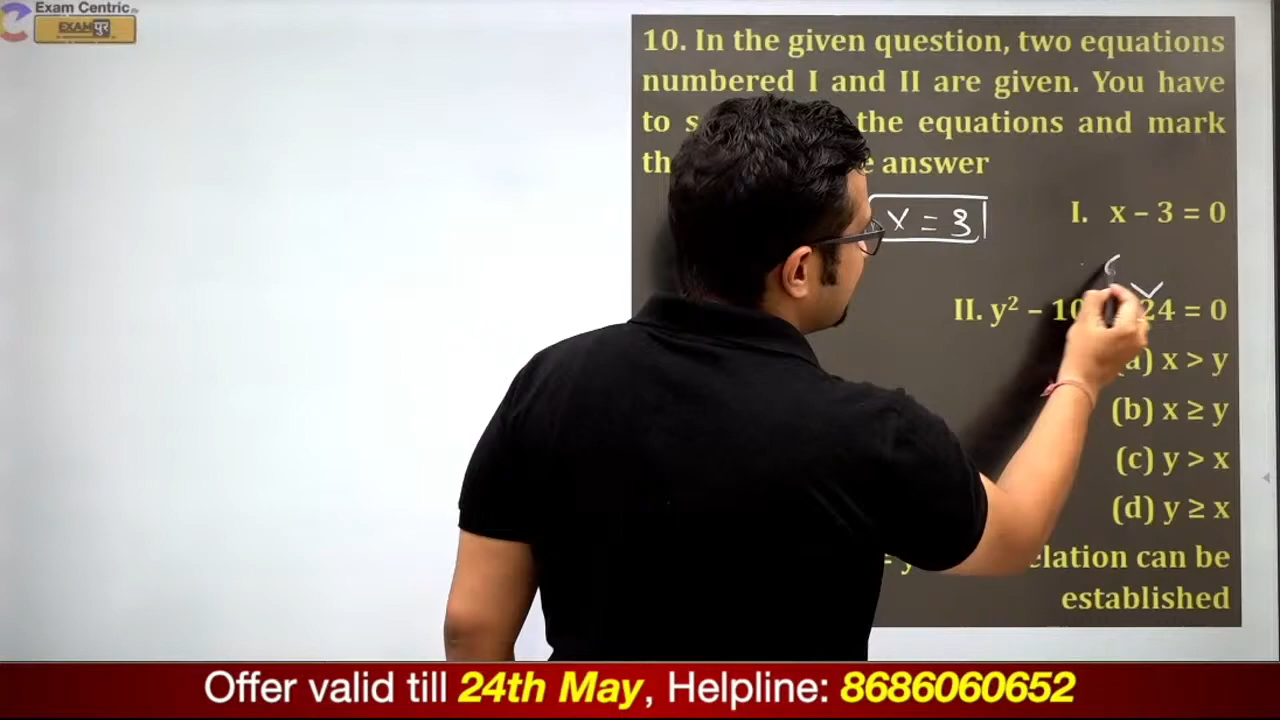 Exam Centric
EXAMपुर
10. In the given question, two equations
numbered I and II are given. You have
to the equations and mark
answer
x = 3
I. x – 3 = 0
II. y² – 10 24 = 0
(a) x > y
(b) x ≥ y
(c) y > x
(d) y ≥ x
can be
established
Offer valid till 24th May, Helpline: 8686060652